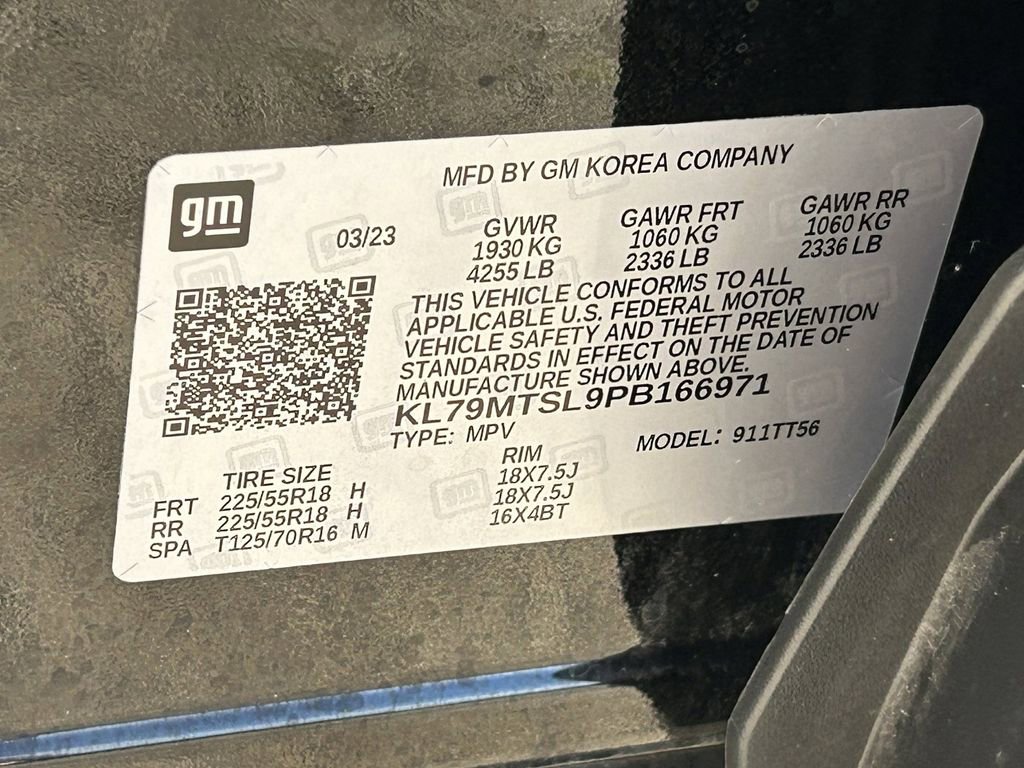 MFD BY GM KOREA COMPANY
gm
03/23
GVWR GAWR FRT GAWR RR
1930 KG 1060 KG 1060 KG
4255 LB 2336 LB 2336 LB
THIS VEHICLE CONFORMS TO ALL
APPLICABLE U.S. FEDERAL MOTOR
VEHICLE SAFETY AND THEFT PREVENTION
STANDARDS IN EFFECT ON THE DATE OF
MANUFACTURE SHOWN ABOVE.
KL79MTSL9PB166971
TYPE: MPV MODEL: 911TT56
TIRE SIZE RIM
FRT 225/55R18 H 18X7.5J
RR 225/55R18 H 18X7.5J
SPA T125/70R16 M 16X4BT